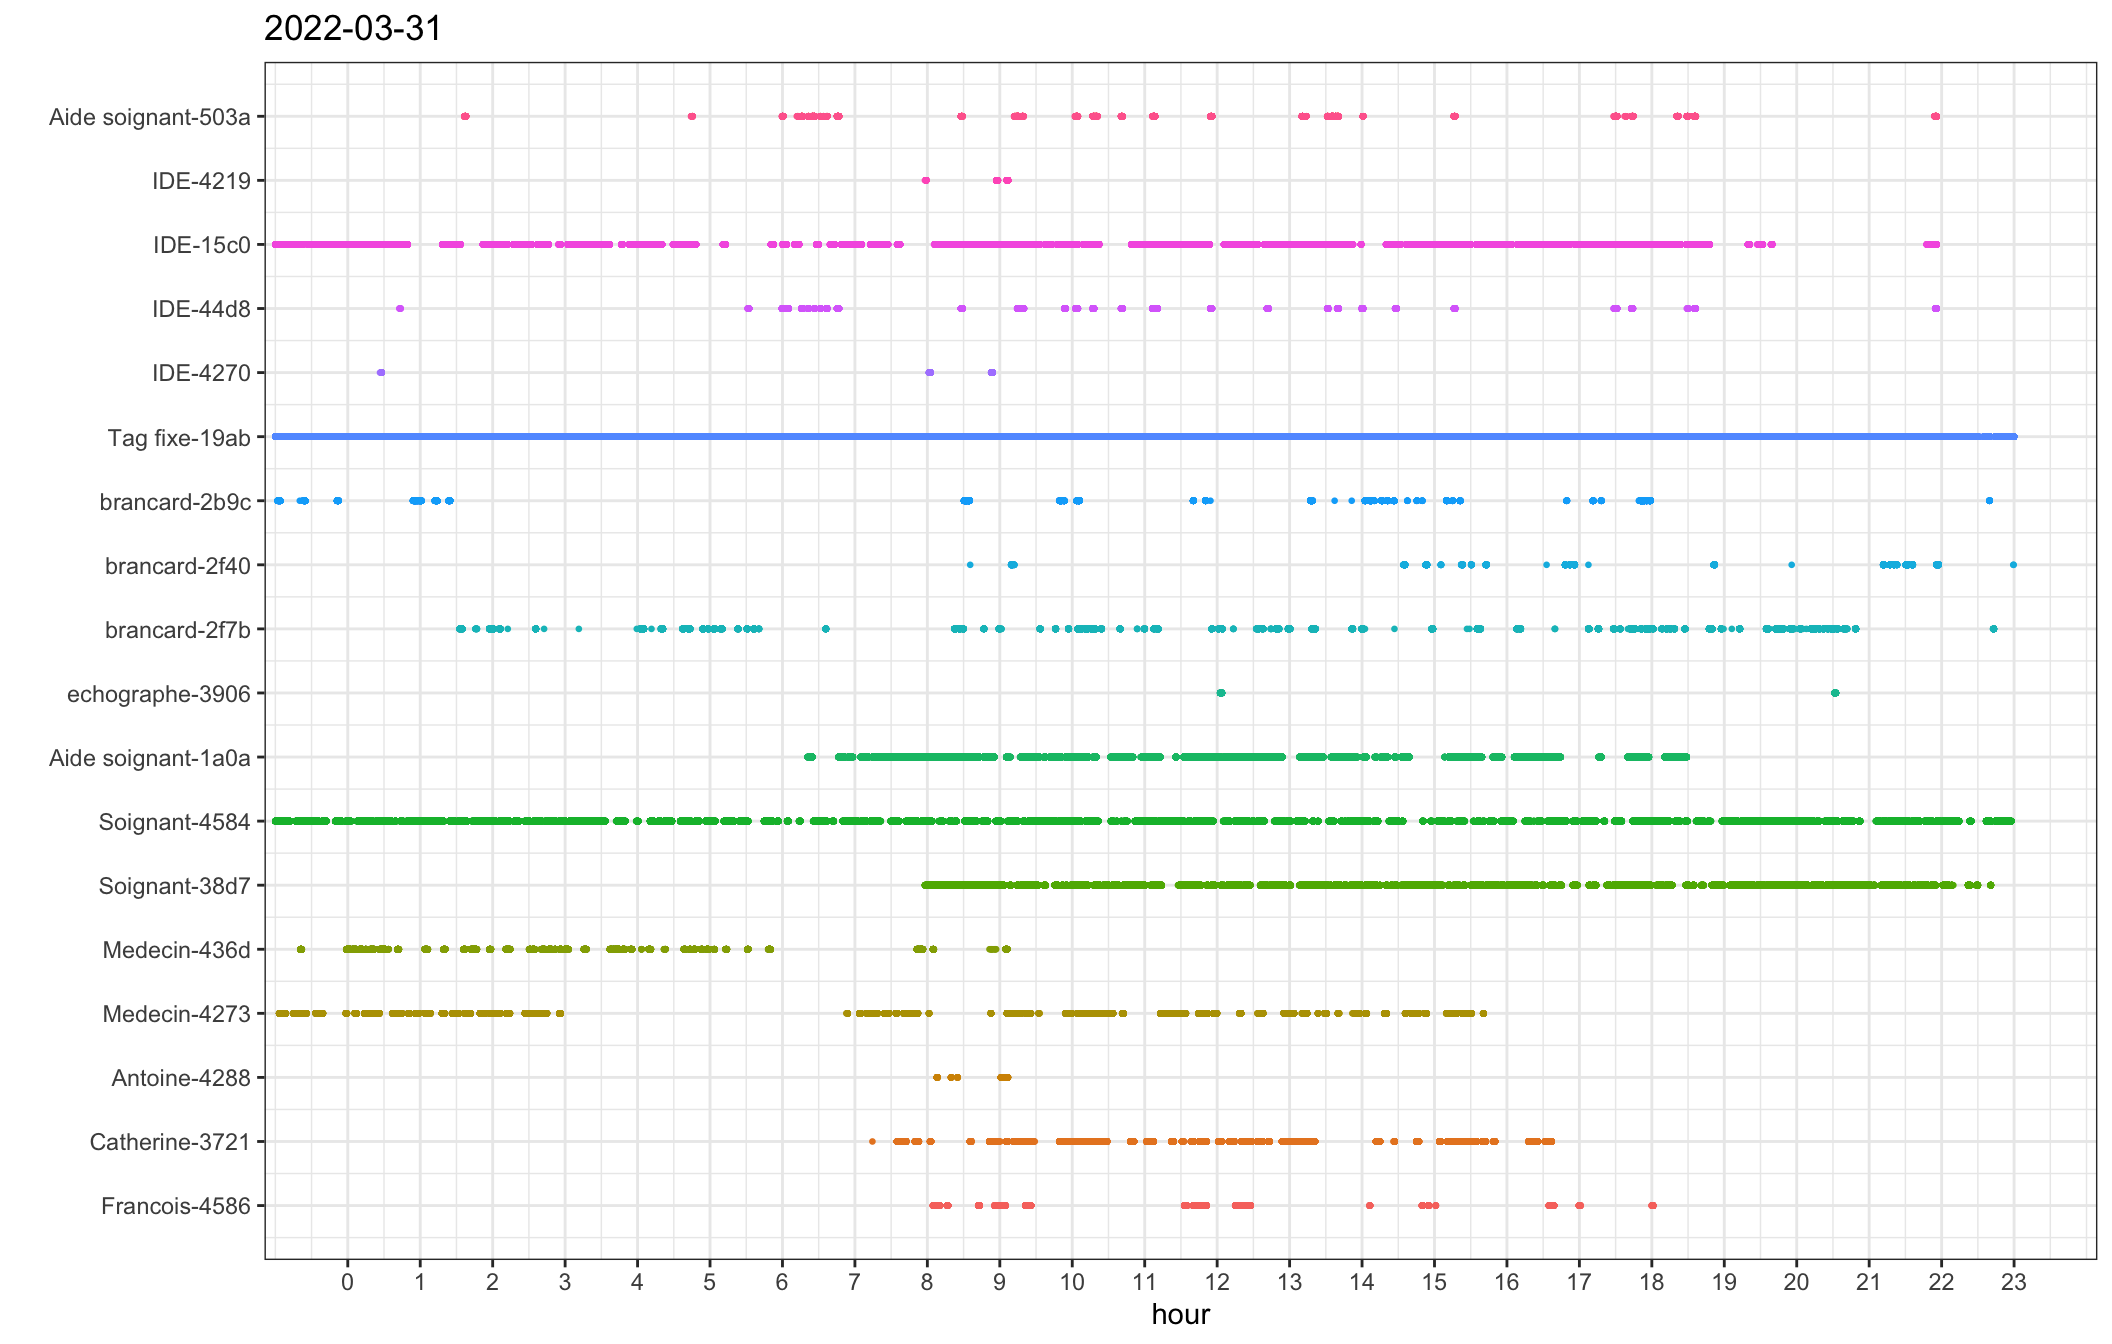 2022-03-31
Aide soignant-503a
IDE-4219
IDE-15c0
IDE-44d8
IDE-4270
Tag fixe-19ab
brancard-2b9c
brancard-2f40
brancard-2f7b
echographe-3906
Aide soignant-1a0a
Soignant-4584
Soignant-38d7
Medecin-436d
Medecin-4273
Antoine-4288
Catherine-3721
Francois-4586
0 1 2 3 4 5 6 7 8 9 10 11 12 13 14 15 16 17 18 19 20 21 22 23
hour